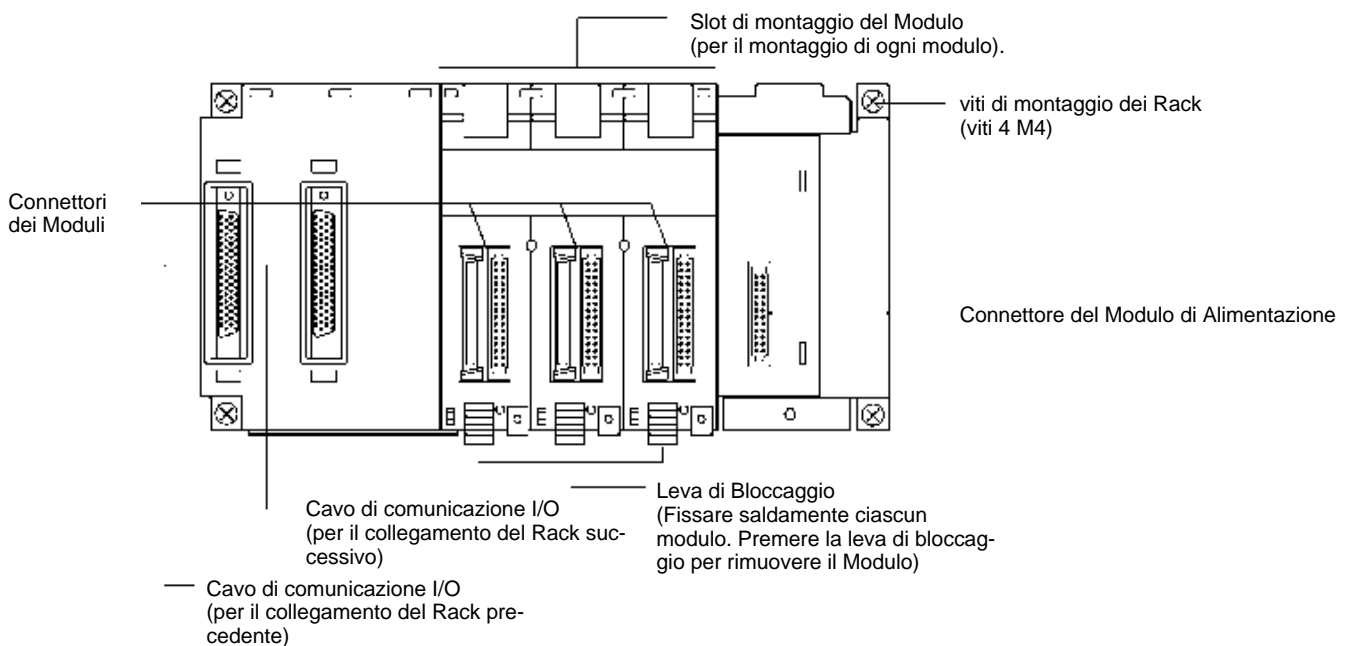 Slot di montaggio del Modulo
(per il montaggio di ogni modulo).
viti di montaggio dei Rack
(viti 4 M4)
Connettori
dei Moduli
Connettore del Modulo di Alimentazione
Cavo di comunicazione I/O
(per il collegamento del Rack suc-
cessivo)
Leva di Bloccaggio
(Fissare saldamente ciascun
modulo. Premere la leva di bloccag-
gio per rimuovere il Modulo)
Cavo di comunicazione I/O
(per il collegamento del Rack pre-
cedente)